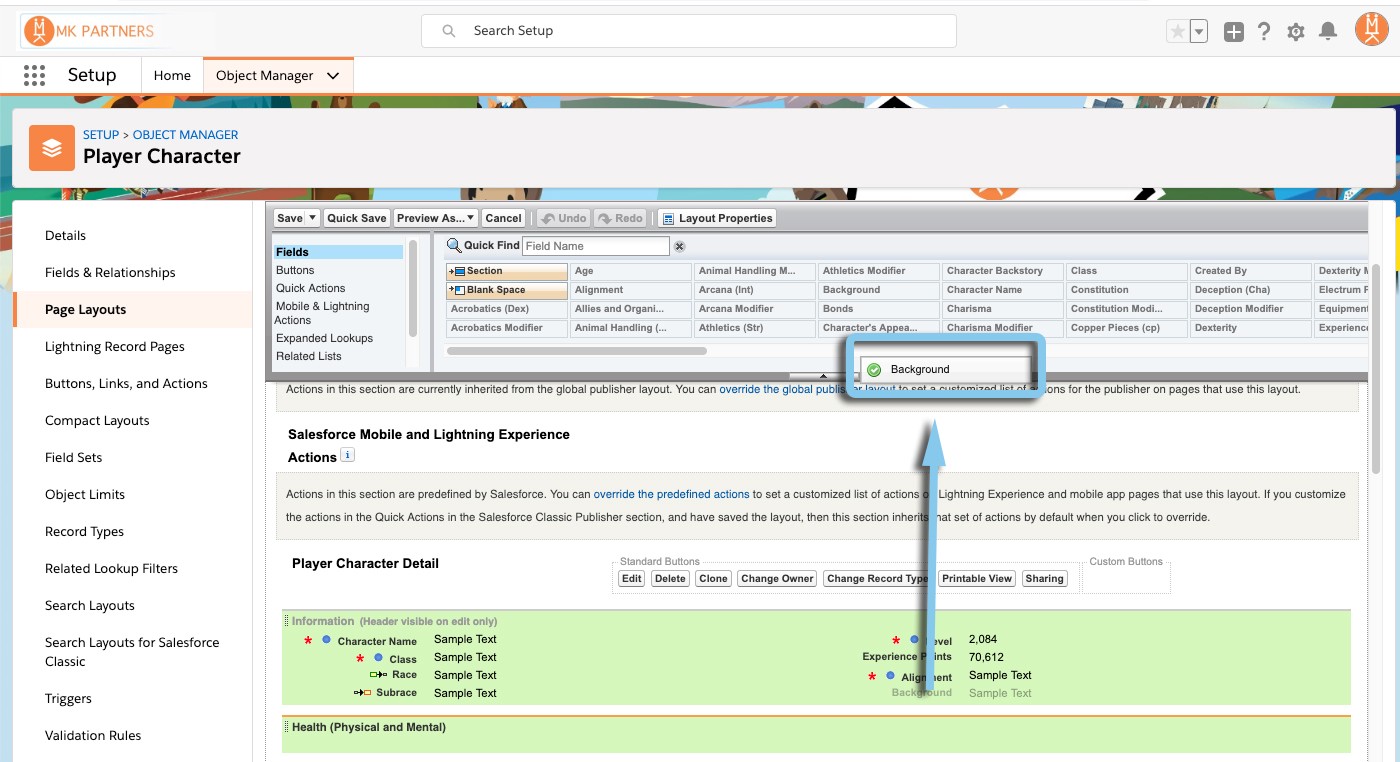 MK PARTNERS
Search Setup
Setup Home Object Manager
SETUP > OBJECT MANAGER
Player Character
Details
Fields & Relationships
Page Layouts
Lightning Record Pages
Buttons, Links, and Actions
Compact Layouts
Field Sets
Object Limits
Record Types
Related Lookup Filters
Search Layouts
Search Layouts for Salesforce
Classic
Triggers
Validation Rules
Save Quick Save Preview As... Cancel Undo Redo Layout Properties
Fields
Buttons
Quick Actions
Mobile & Lightning
Actions
Expanded Lookups
Related Lists
Quick Find Field Name
Section Age Animal Handling M... Athletics Modifier Character Backstory Class Created By Dexterity M
Blank Space Alignment Arcana (Int) Background Character Name Constitution Deception (Cha) Electrum P
Acrobatics (Dex) Allies and Organi... Arcana Modifier Bonds Charisma Constitution Modi... Deception Modifier Equipment
Acrobatics Modifier Animal Handling (... Athletics (Str) Character's Appea... Charisma Modifier Copper Pieces (cp) Dexterity Experience
Background
Actions in this section are currently inherited from the global publisher layout. You can override the global publisher layout to set a customized list of actions for the publisher on pages that use this layout.
Salesforce Mobile and Lightning Experience
Actions i
Actions in this section are predefined by Salesforce. You can override the predefined actions to set a customized list of actions on Lightning Experience and mobile app pages that use this layout. If you customize
the actions in the Quick Actions in the Salesforce Classic Publisher section, and have saved the layout, then this section inherits that set of actions by default when you click to override.
Player Character Detail
Standard Buttons
Edit Delete Clone Change Owner Change Record Type Printable View Sharing
Custom Buttons
Information (Header visible on edit only)
* Character Name Sample Text * Level 2,084
* Class Sample Text Experience Points 70,612
Race Sample Text * Alignment Sample Text
Subrace Sample Text Background Sample Text
Health (Physical and Mental)